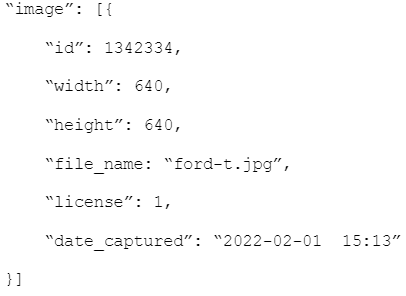 “image”: [{
“id”: 1342334,
“width”: 640,
“height”: 640,
“file_name: “ford-t.jpg”,
“license”: 1,
“date_captured”: “2022-02-01  15:13”
}]